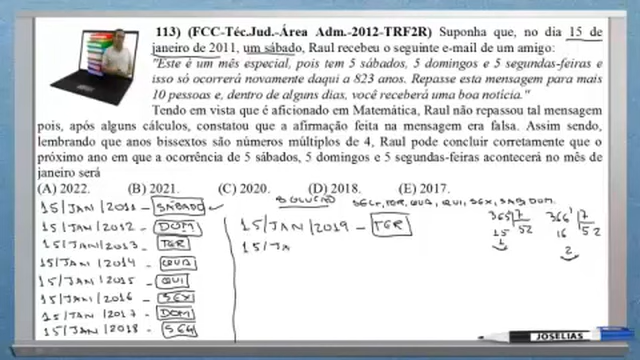 113) (FCC-Téc.Jud.-Área Adm.-2012-TRF2R) Suponha que, no dia 15 de
janeiro de 2011, um sábado, Raul recebeu o seguinte e-mail de um amigo:
"Este é um mês especial, pois tem 5 sábados, 5 domingos e 5 segundas-feiras e
isso só ocorrerá novamente daqui a 823 anos. Repasse esta mensagem para mais
10 pessoas e, dentro de alguns dias, você receberá uma boa notícia."
Tendo em vista que é aficionado em Matemática, Raul não repassou tal mensagem
pois, após alguns cálculos, constatou que a afirmação feita na mensagem era falsa. Assim sendo,
lembrando que anos bissextos são números múltiplos de 4, Raul pode concluir corretamente que o
próximo ano em que a ocorrência de 5 sábados, 5 domingos e 5 segundas-feiras acontecerá no mês de
janeiro será
(A) 2022. (B) 2021. (C) 2020. (D) 2018. (E) 2017.
SOLUÇÃO
SEG, TER, QUA, QUI, SEX, SAB, DOM.
15/JAN/2011 - SÁBADO
15/JAN/2012 - DOM
15/JAN/2013 - TER
15/JAN/2014 - QUA
15/JAN/2015 - QUI
15/JAN/2016 - SEX
15/JAN/2017 - DOM
15/JAN/2018 - SEG
15/JAN/2019 - TER
15/JA
365 7
15 52
1
366 7
16 52
2
JOSELIAS